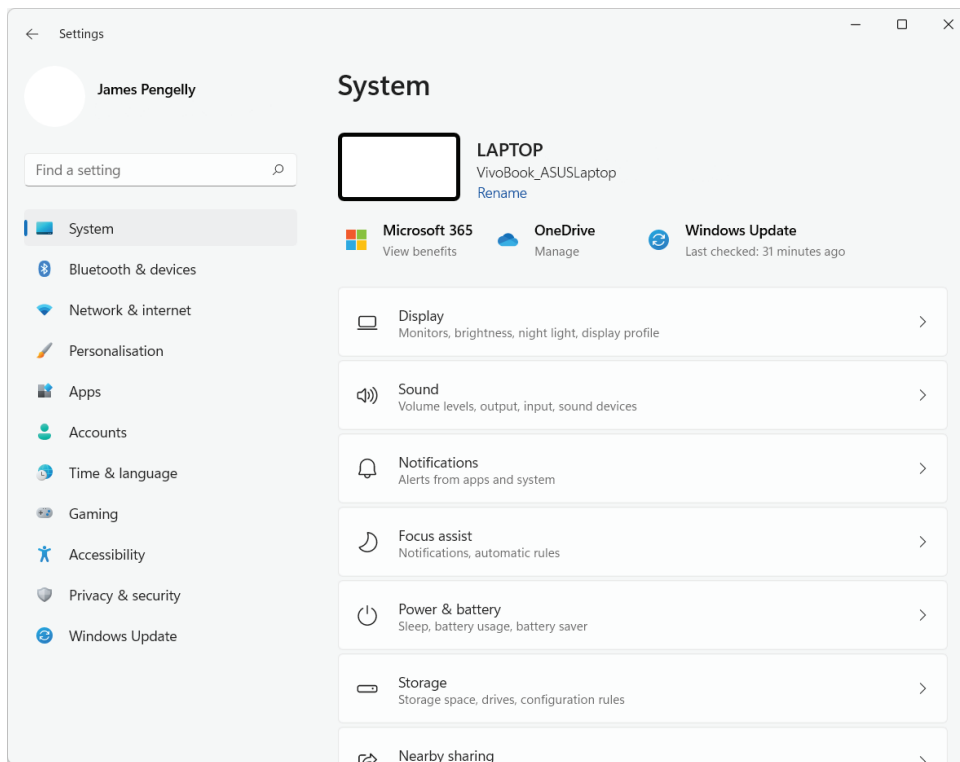 Settings
James Pengelly
Find a setting
System
Bluetooth & devices
Network & internet
Personalisation
Apps
Accounts
Time & language
Gaming
Accessibility
Privacy & security
Windows Update
System
LAPTOP
VivoBook_ASUSLaptop
Rename
Microsoft 365
View benefits
OneDrive
Manage
Windows Update
Last checked: 31 minutes ago
Display
Monitors, brightness, night light, display profile
Sound
Volume levels, output, input, sound devices
Notifications
Alerts from apps and system
Focus assist
Notifications, automatic rules
Power & battery
Sleep, battery usage, battery saver
Storage
Storage space, drives, configuration rules
Nearby sharing